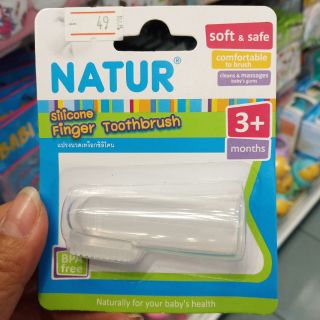 49
NATUR®
soft & safe
comfortable
to brush
cleans & massages
baby's gums
Silicone
Finger Toothbrush
แปรงนวดเหงือกซิลิโคน
3+
months
BPA
free
Naturally for your baby's health